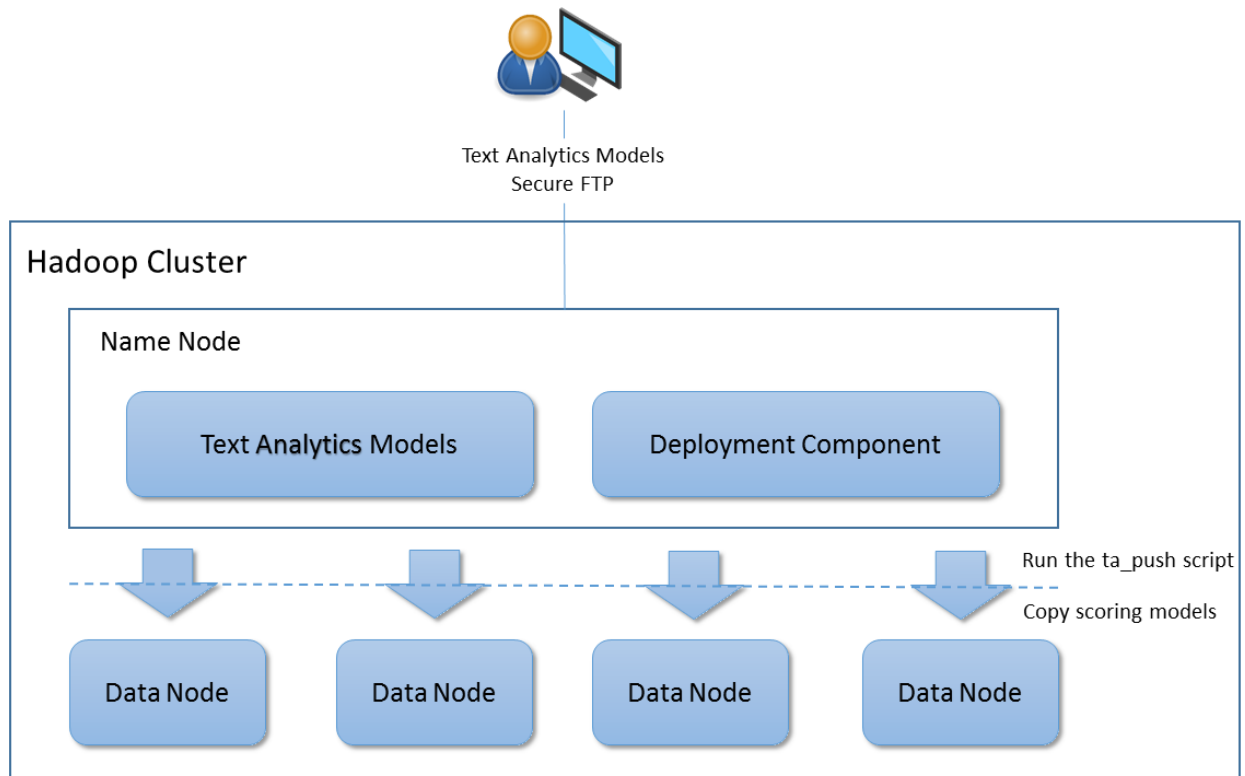 Text Analytics Models
Secure FTP
Hadoop Cluster
Name Node
Text Analytics Models
Deployment Component
Run the ta_push script
Copy scoring models
Data Node
Data Node
Data Node
Data Node